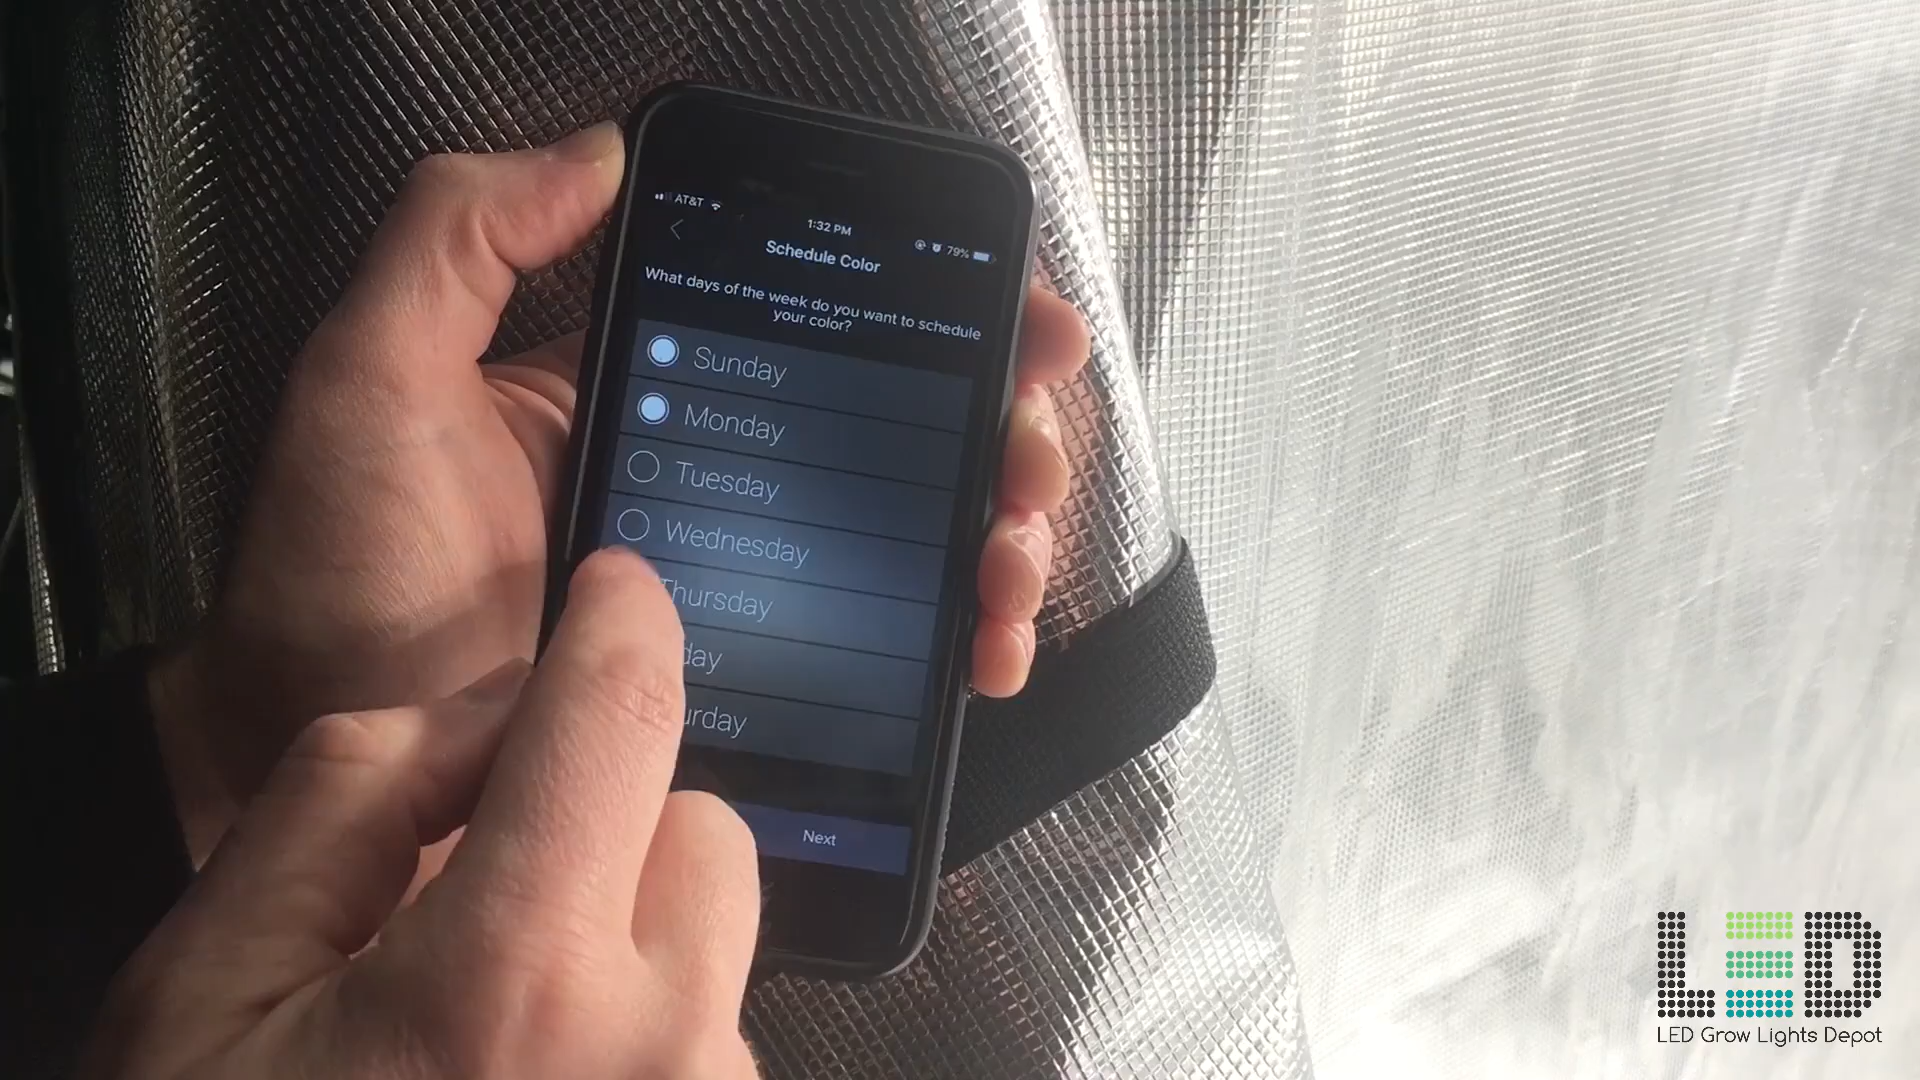 AT&T
1:32 PM
79%
Schedule Color
What days of the week do you want to schedule
your color?
Sunday
Monday
Tuesday
Wednesday
Thursday
day
urday
Next
LED
LED Grow Lights Depot